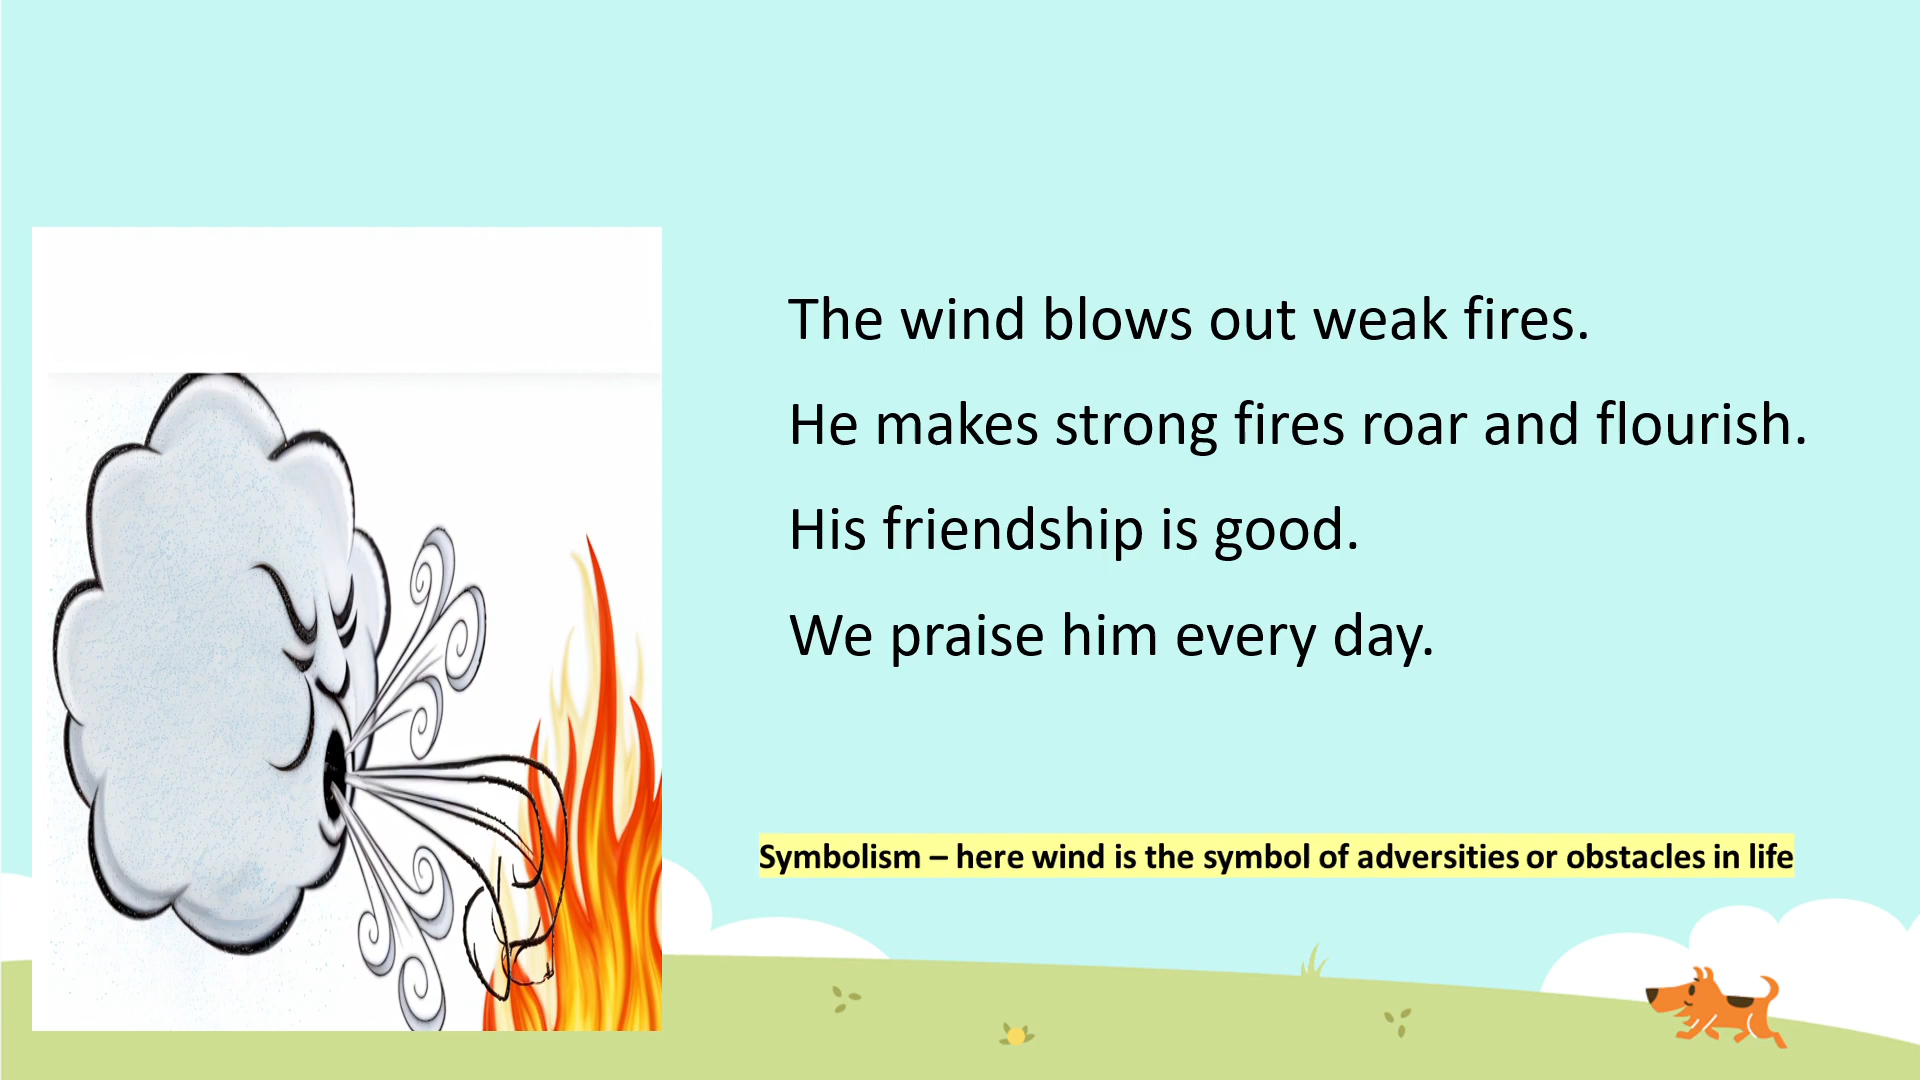 The wind blows out weak fires.
He makes strong fires roar and flourish.
His friendship is good.
We praise him every day.
Symbolism – here wind is the symbol of adversities or obstacles in life